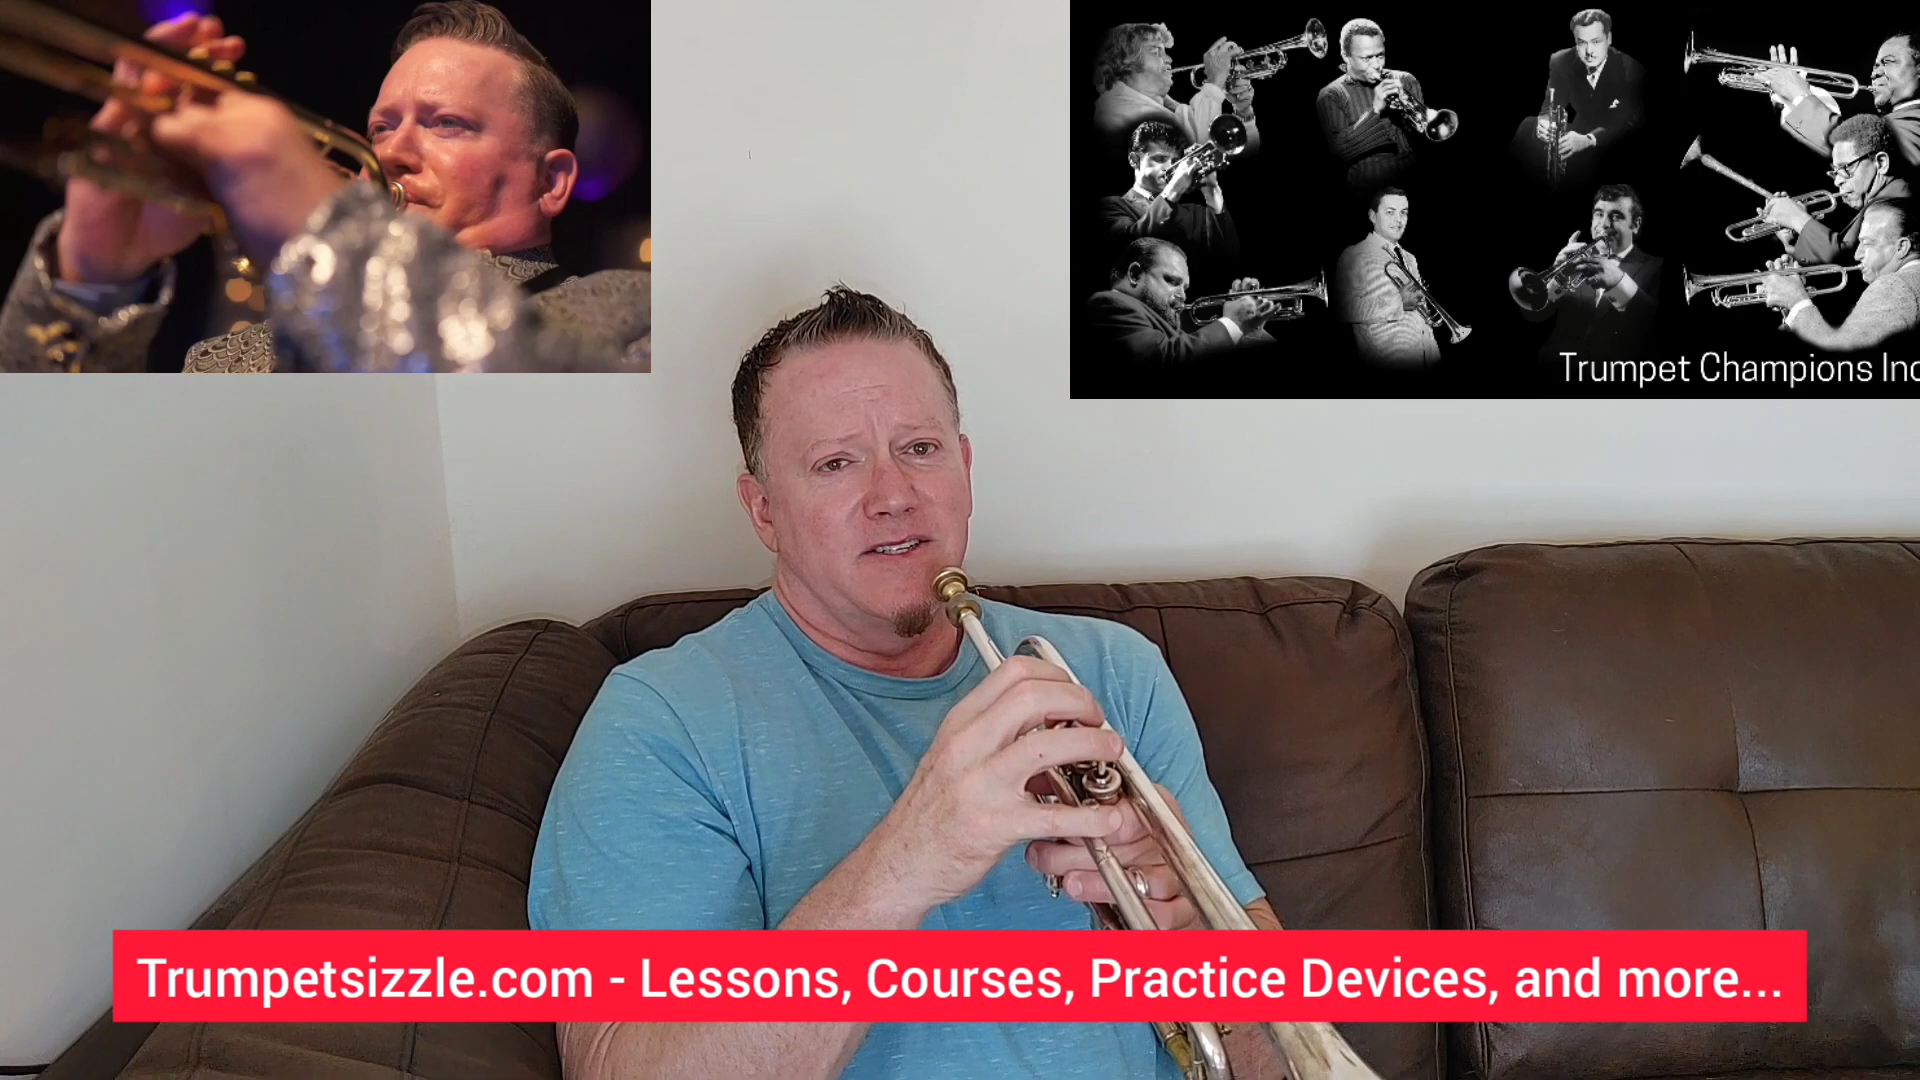 Trumpet Champions Inc
Trumpetsizzle.com - Lessons, Courses, Practice Devices, and more...